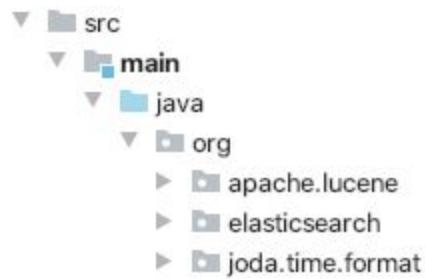 src
main
java
org
apache.lucene
elasticsearch
joda.time.format